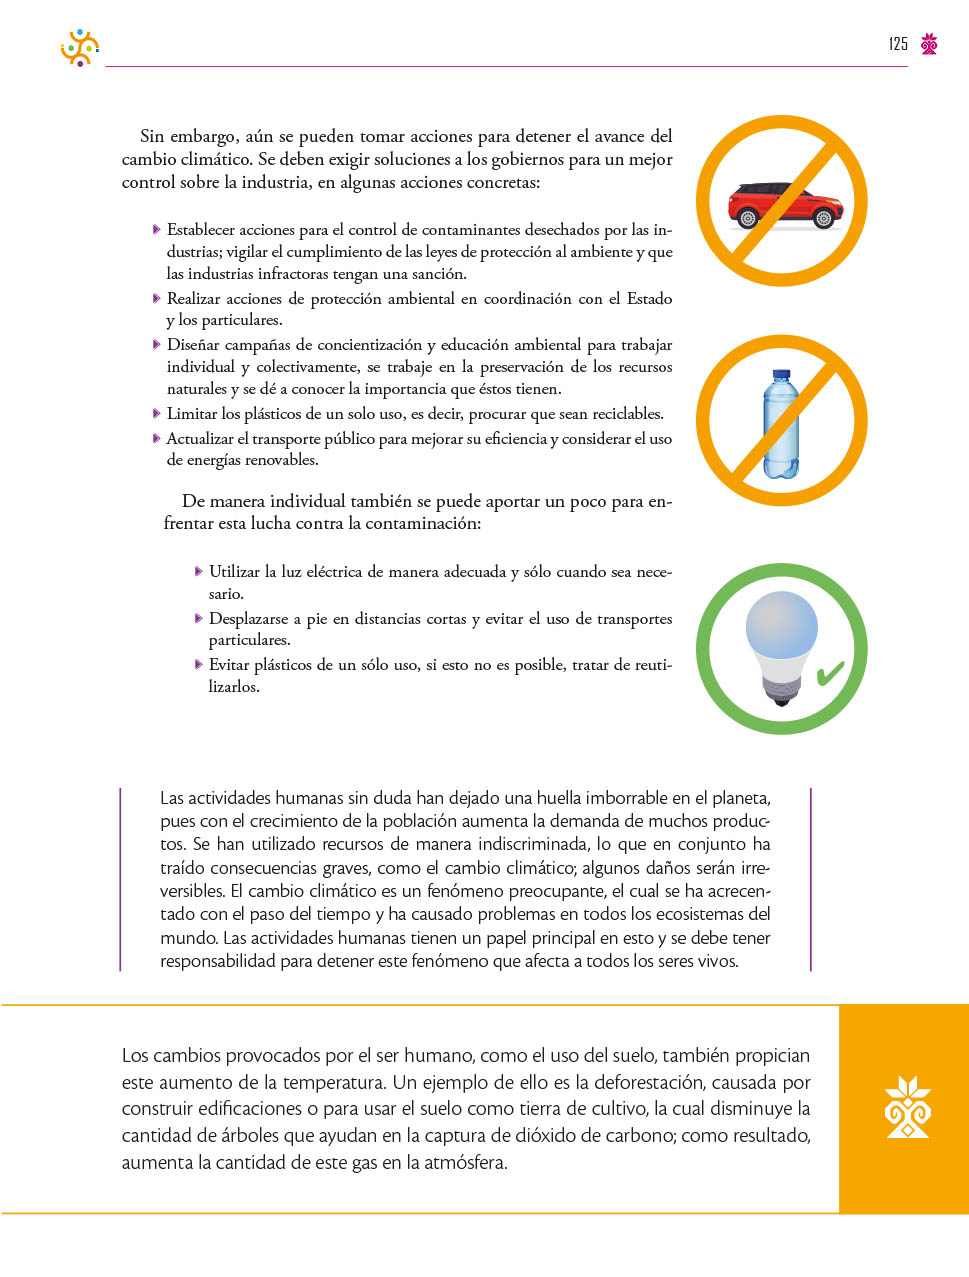 125
Sin embargo, aún se pueden tomar acciones para detener el avance del
cambio climático. Se deben exigir soluciones a los gobiernos para un mejor
control sobre la industria, en algunas acciones concretas:
Establecer acciones para el control de contaminantes desechados por las in-
dustrias; vigilar el cumplimiento de las leyes de protección al ambiente y que
las industrias infractoras tengan una sanción.
Realizar acciones de protección ambiental en coordinación con el Estado
y los particulares.
Diseñar campañas de concientización y educación ambiental para trabajar
individual y colectivamente, se trabaje en la preservación de los recursos
naturales y se dé a conocer la importancia que éstos tienen.
Limitar los plásticos de un solo uso, es decir, procurar que sean reciclables.
Actualizar el transporte público para mejorar su eficiencia y considerar el uso
de energías renovables.
De manera individual también se puede aportar un poco para en-
frentar esta lucha contra la contaminación:
Utilizar la luz eléctrica de manera adecuada y sólo cuando sea nece-
sario.
Desplazarse a pie en distancias cortas y evitar el uso de transportes
particulares.
Evitar plásticos de un sólo uso, si esto no es posible, tratar de reuti-
lizarlos.
Las actividades humanas sin duda han dejado una huella imborrable en el planeta,
pues con el crecimiento de la población aumenta la demanda de muchos produc-
tos. Se han utilizado recursos de manera indiscriminada, lo que en conjunto ha
traído consecuencias graves, como el cambio climático; algunos daños serán irre-
versibles. El cambio climático es un fenómeno preocupante, el cual se ha acrecen-
tado con el paso del tiempo y ha causado problemas en todos los ecosistemas del
mundo. Las actividades humanas tienen un papel principal en esto y se debe tener
responsabilidad para detener este fenómeno que afecta a todos los seres vivos.
Los cambios provocados por el ser humano, como el uso del suelo, también propician
este aumento de la temperatura. Un ejemplo de ello es la deforestación, causada por
construir edificaciones o para usar el suelo como tierra de cultivo, la cual disminuye la
cantidad de árboles que ayudan en la captura de dióxido de carbono; como resultado,
aumenta la cantidad de este gas en la atmósfera.